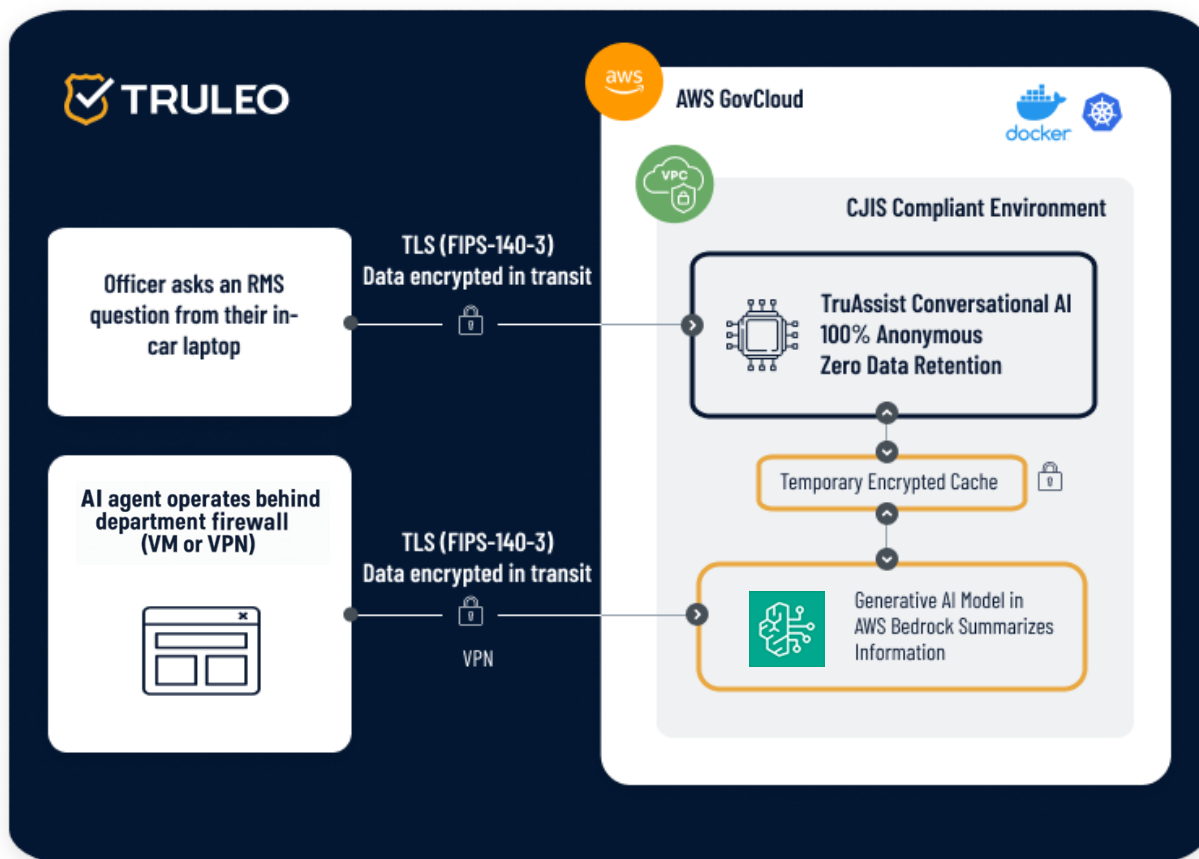 TRULEO
aws
AWS GovCloud
docker
VPC
CJIS Compliant Environment
Officer asks an RMS
question from their in-
car laptop
TLS (FIPS-140-3)
Data encrypted in transit
TruAssist Conversational AI
100% Anonymous
Zero Data Retention
Temporary Encrypted Cache
AI agent operates behind
department firewall
(VM or VPN)
TLS (FIPS-140-3)
Data encrypted in transit
VPN
Generative AI Model in
AWS Bedrock Summarizes
Information